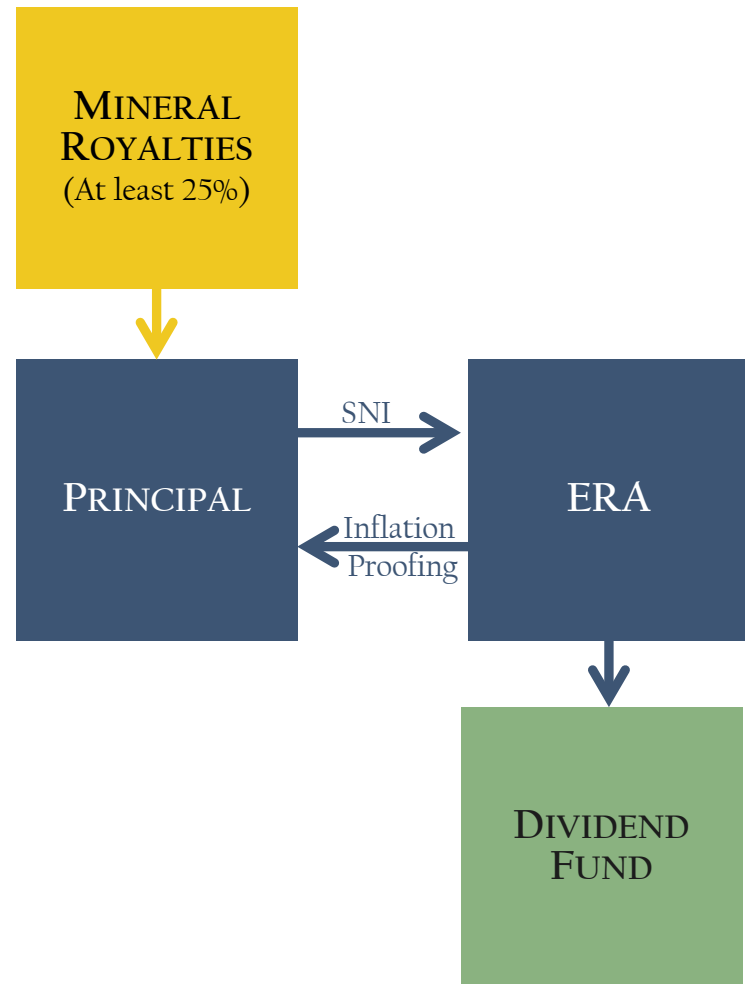 MINERAL
ROYALTIES
(At least 25%)
SNI
PRINCIPAL
ERA
Inflation
Proofing
DIVIDEND
FUND